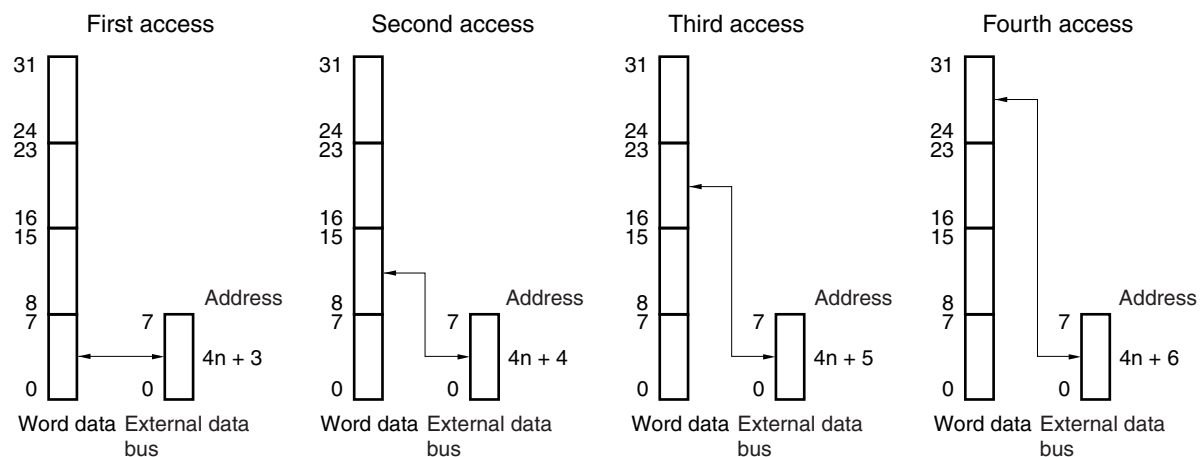 First access
Second access
Third access
Fourth access
31
24
23
16
15
8
7
0
7
0
Address
4n + 3
Word data
External data
bus
31
24
23
16
15
8
7
0
7
0
Address
4n + 4
Word data
External data
bus
31
24
23
16
15
8
7
0
7
0
Address
4n + 5
Word data
External data
bus
31
24
23
16
15
8
7
0
7
0
Address
4n + 6
Word data
External data
bus